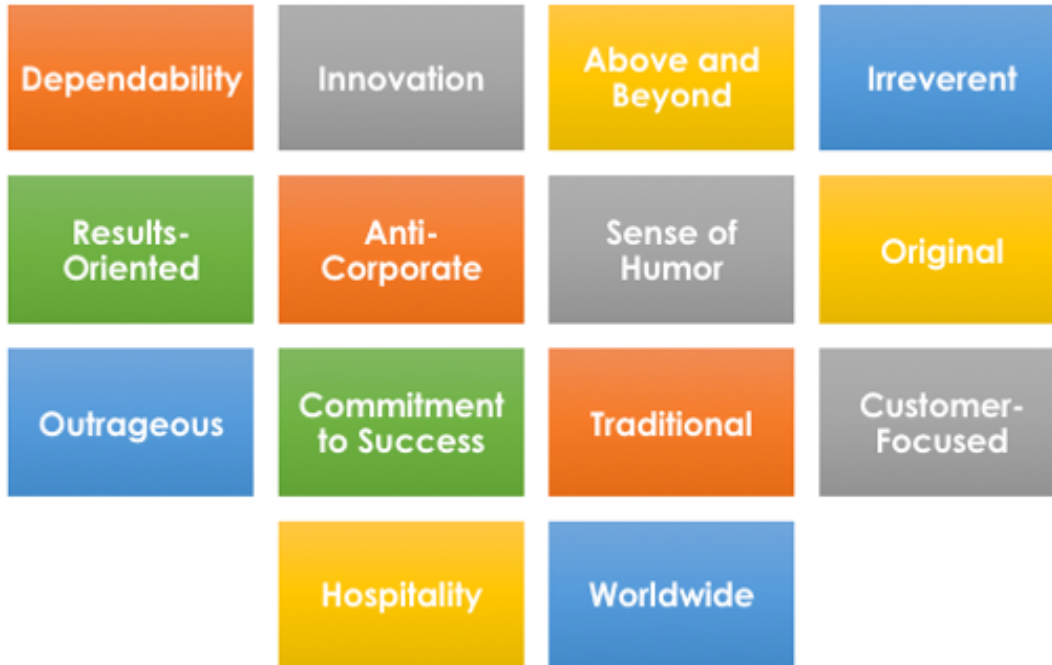 Dependability
Innovation
Above and
Beyond
Irreverent
Results-
Oriented
Anti-
Corporate
Sense of
Humor
Original
Outrageous
Commitment
to Success
Traditional
Customer-
Focused
Hospitality
Worldwide